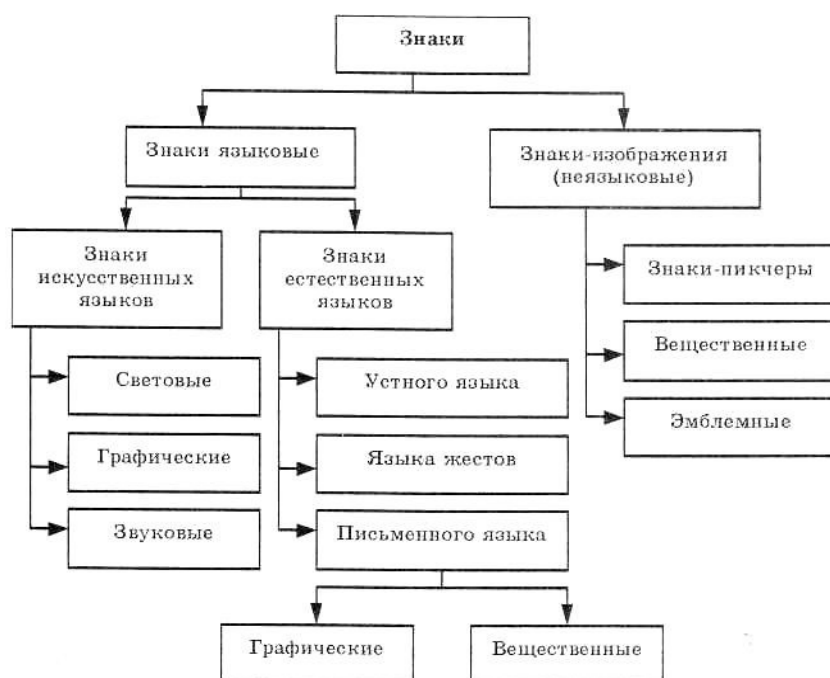 Знаки
Знаки языковые
Знаки-изображения
(неязыковые)
Знаки
искусственных
языков
Знаки
естественных
языков
Знаки-пикчеры
Вещественные
Эмблемные
Световые
Графические
Звуковые
Устного языка
Языка жестов
Письменного языка
Графические
Вещественные